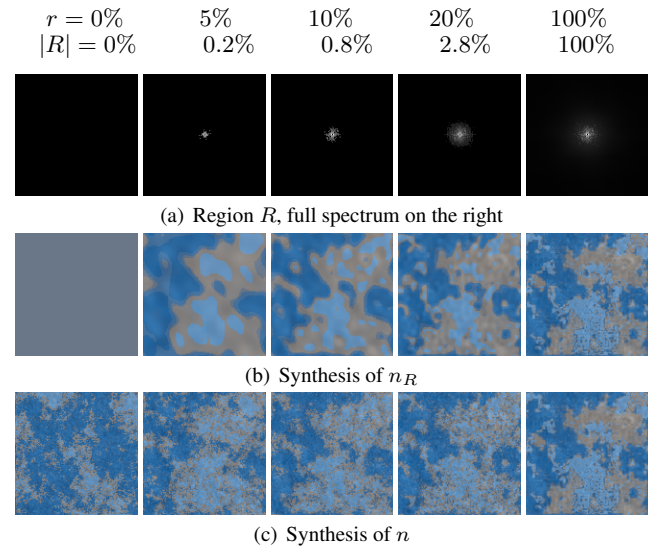 r = 0% 5% 10% 20% 100%
|R| = 0% 0.2% 0.8% 2.8% 100%
(a) Region R, full spectrum on the right
(b) Synthesis of n_R
(c) Synthesis of n